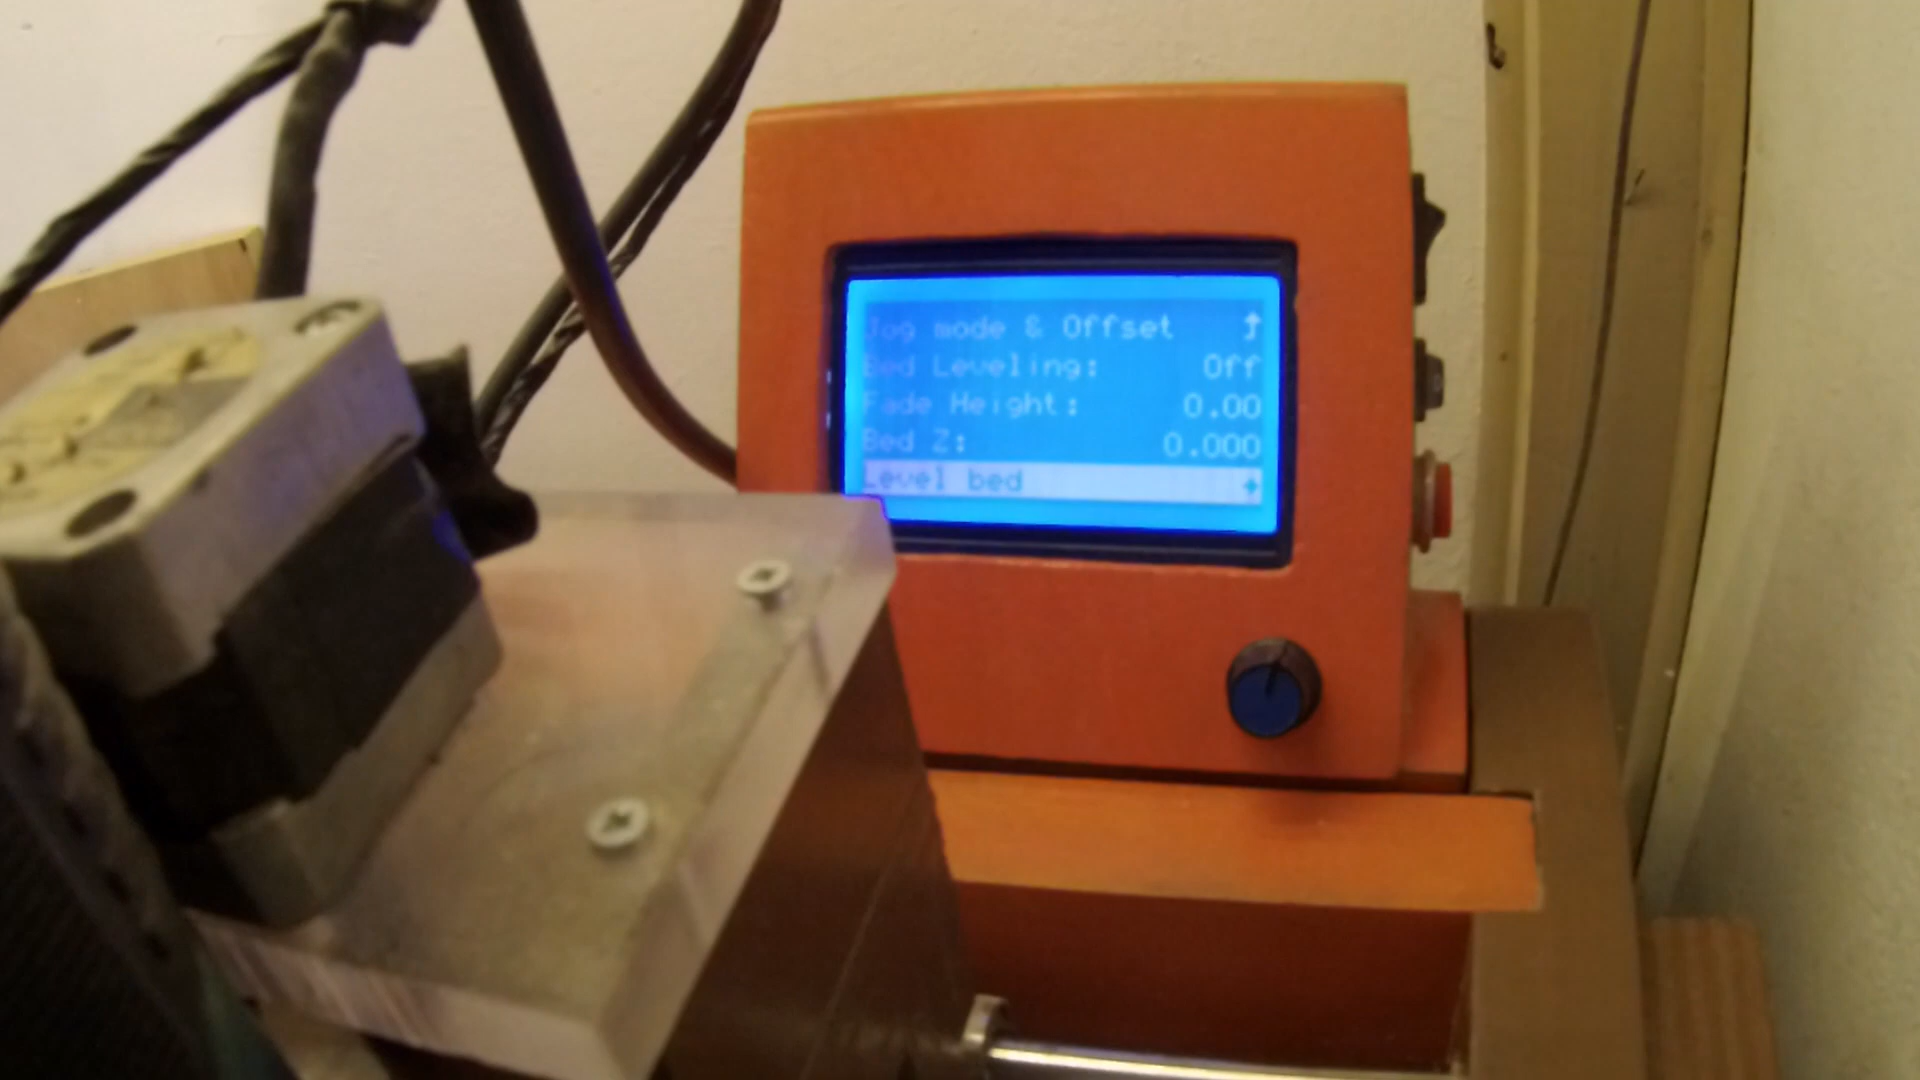 Jog mode & Offset
Bed Leveling: Off
Fade Height: 0.00
Bed Z: 0.000
Level bed